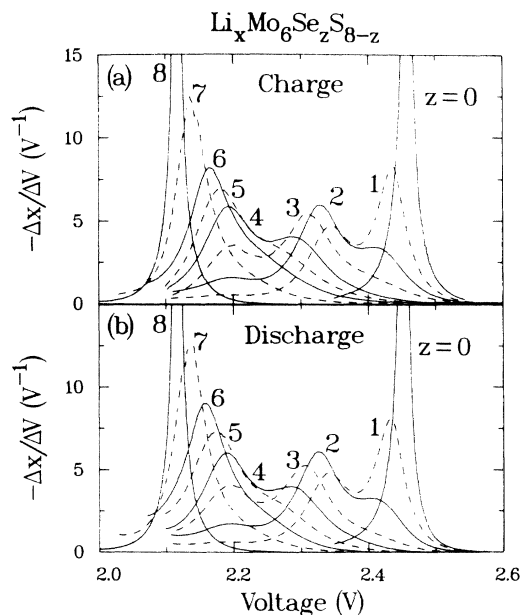 LiₓMo₆Se_zS₈₋z
15
(a)
8
Charge
7
z=0
10
6
5
4
3
2
1
−Δx/ΔV (V⁻¹)
5
0
(b)
8
Discharge
7
z=0
10
6
5
4
3
2
1
−Δx/ΔV (V⁻¹)
5
0
2.0
2.2
2.4
2.6
Voltage (V)